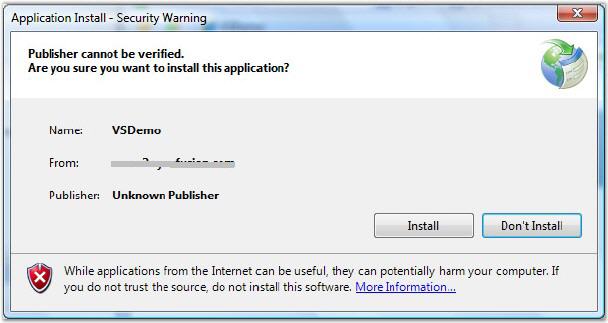 Application Install - Security Warning
Publisher cannot be verified.
Are you sure you want to install this application?
Name: VSDemo
From:
Publisher: Unknown Publisher
Install Don't Install
While applications from the Internet can be useful, they can potentially harm your computer. If
you do not trust the source, do not install this software. More Information...